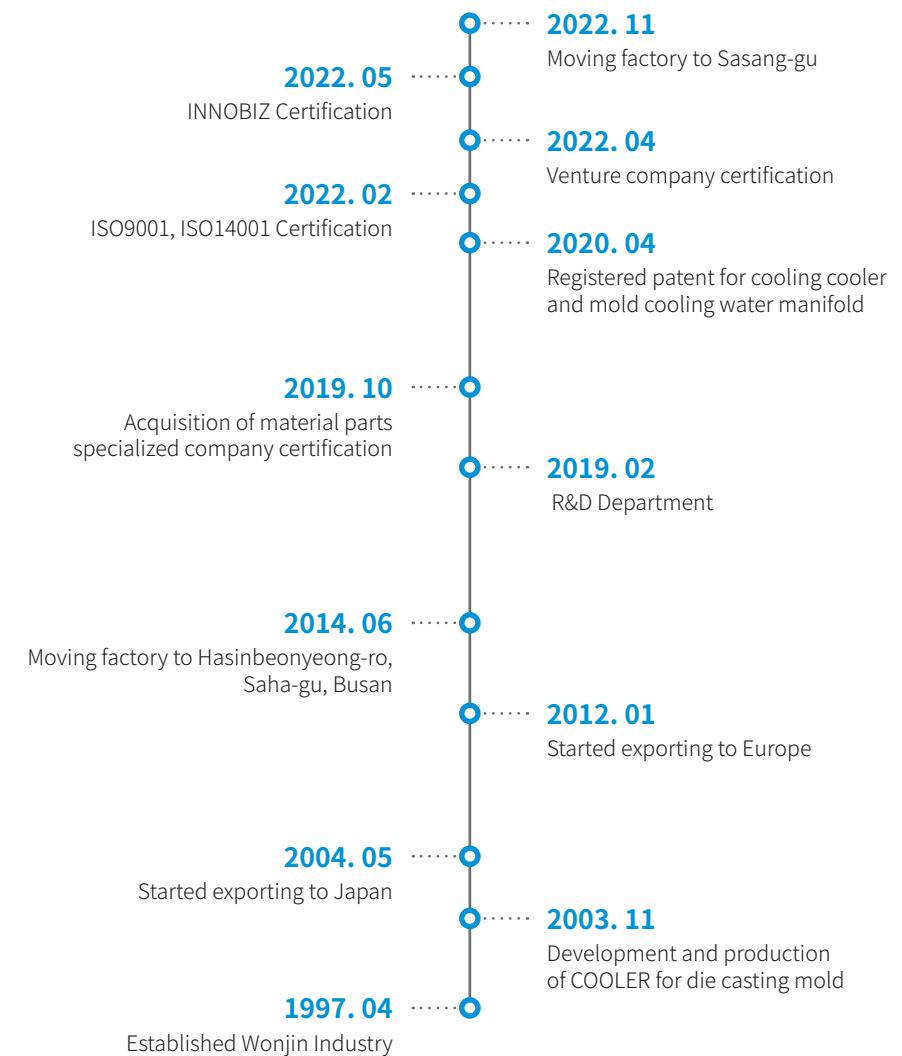 2022. 11
Moving factory to Sasang-gu
2022. 05
INNOBIZ Certification
2022. 04
Venture company certification
2022. 02
ISO9001, ISO14001 Certification
2020. 04
Registered patent for cooling cooler
and mold cooling water manifold
2019. 10
Acquisition of material parts
specialized company certification
2019. 02
R&D Department
2014. 06
Moving factory to Hasinbeonyeong-ro,
Saha-gu, Busan
2012. 01
Started exporting to Europe
2004. 05
Started exporting to Japan
2003. 11
Development and production
of COOLER for die casting mold
1997. 04
Established Wonjin Industry